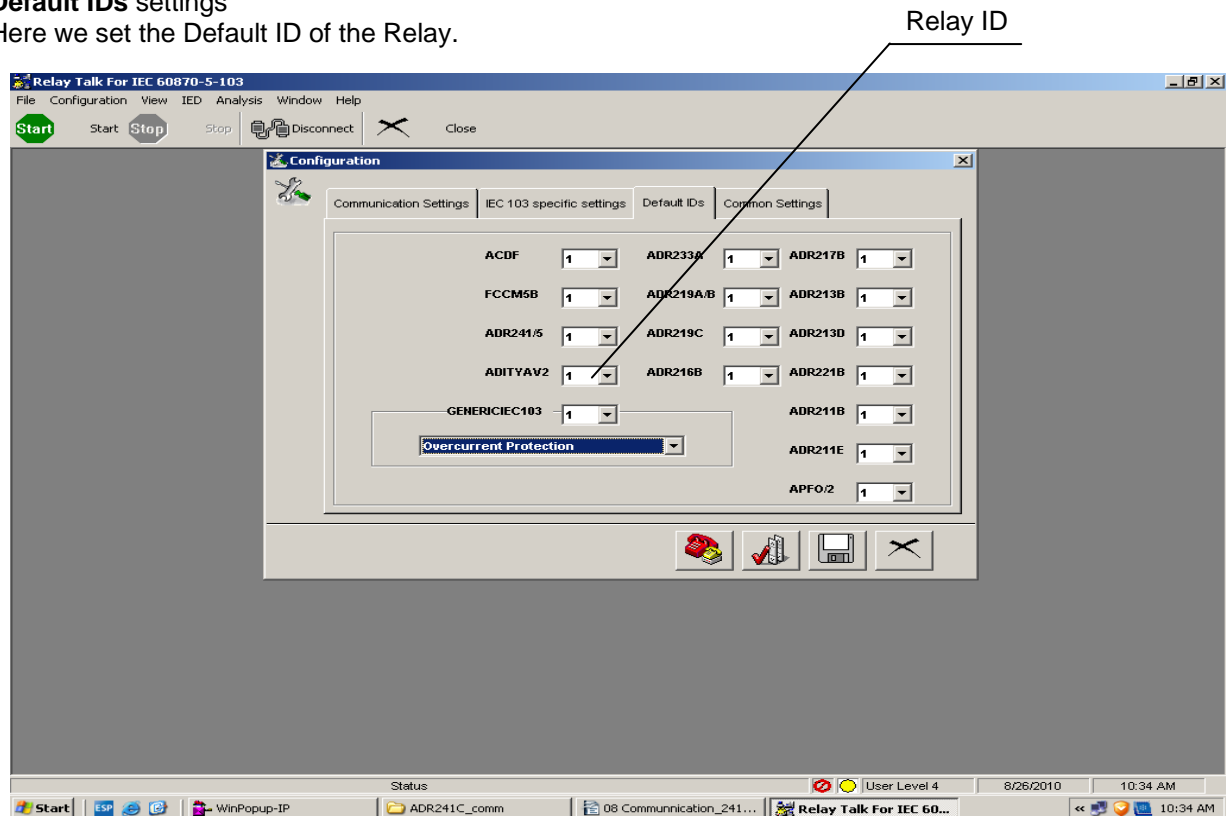 Default IDs settings
Here we set the Default ID of the Relay.
Relay ID
Relay Talk For IEC 60870-5-103
File Configuration View IED Analysis Window Help
Start Start Stop Stop Disconnect Close
Configuration
Communication Settings IEC 103 specific settings Default IDs Common Settings
ACDF 1 ADR233A 1 ADR217B 1
FCCM5B 1 ADR219A/B 1 ADR213B 1
ADR241/5 1 ADR219C 1 ADR213D 1
ADITYAV2 1 ADR216B 1 ADR221B 1
GENERICIEC103 1 ADR211B 1
Overcurrent Protection
ADR211E 1
APFO/2 1
Status User Level 4 8/26/2010 10:34 AM
Start ESP WinPopup-IP ADR241C_comm 08 Communnication_241... Relay Talk For IEC 60... « 10:34 AM